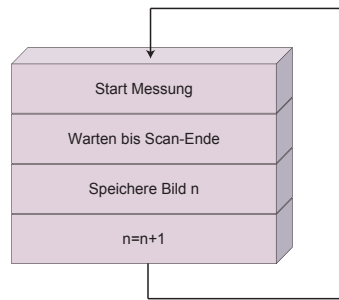 Start Messung
Warten bis Scan-Ende
Speichere Bild n
n=n+1